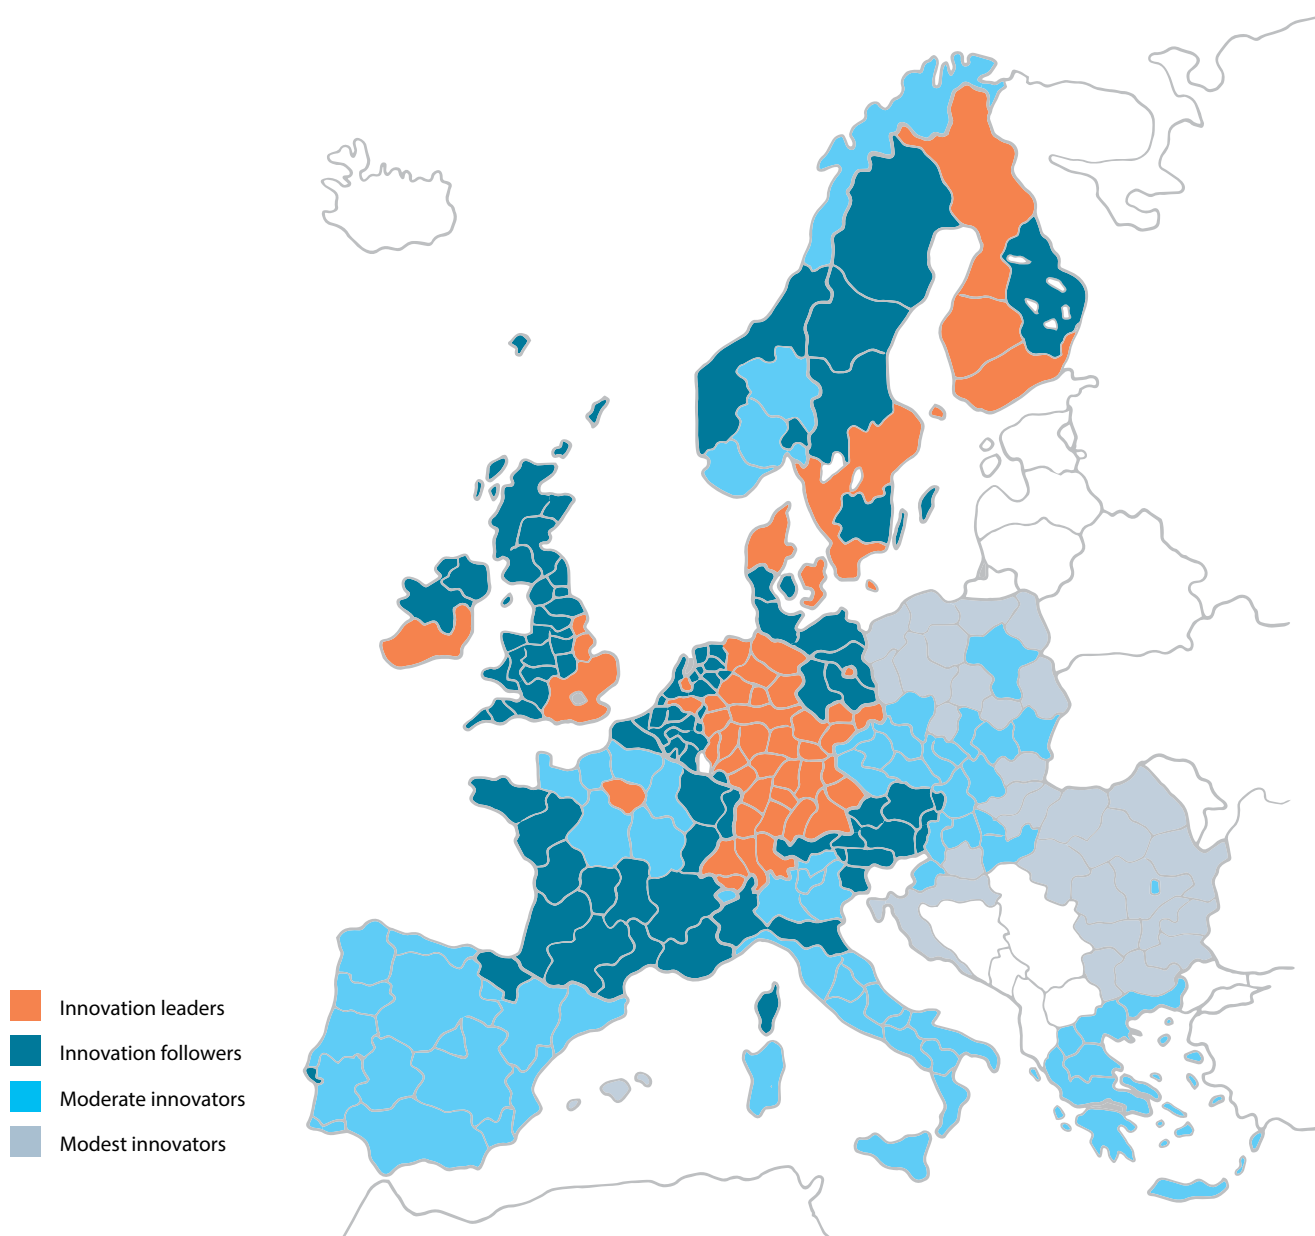 Innovation leaders
Innovation followers
Moderate innovators
Modest innovators